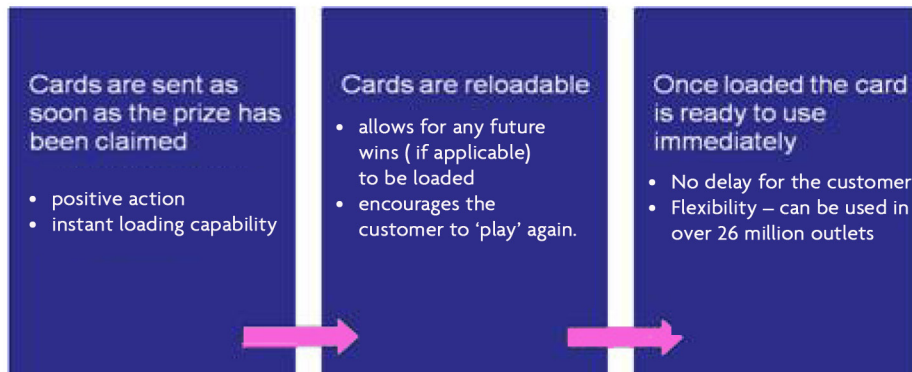 Cards are sent as
soon as the prize has
been claimed
• positive action
• instant loading capability
Cards are reloadable
• allows for any future
wins ( if applicable)
to be loaded
• encourages the
customer to ‘play’ again.
Once loaded the card
is ready to use
immediately
• No delay for the customer
• Flexibility – can be used in
over 26 million outlets